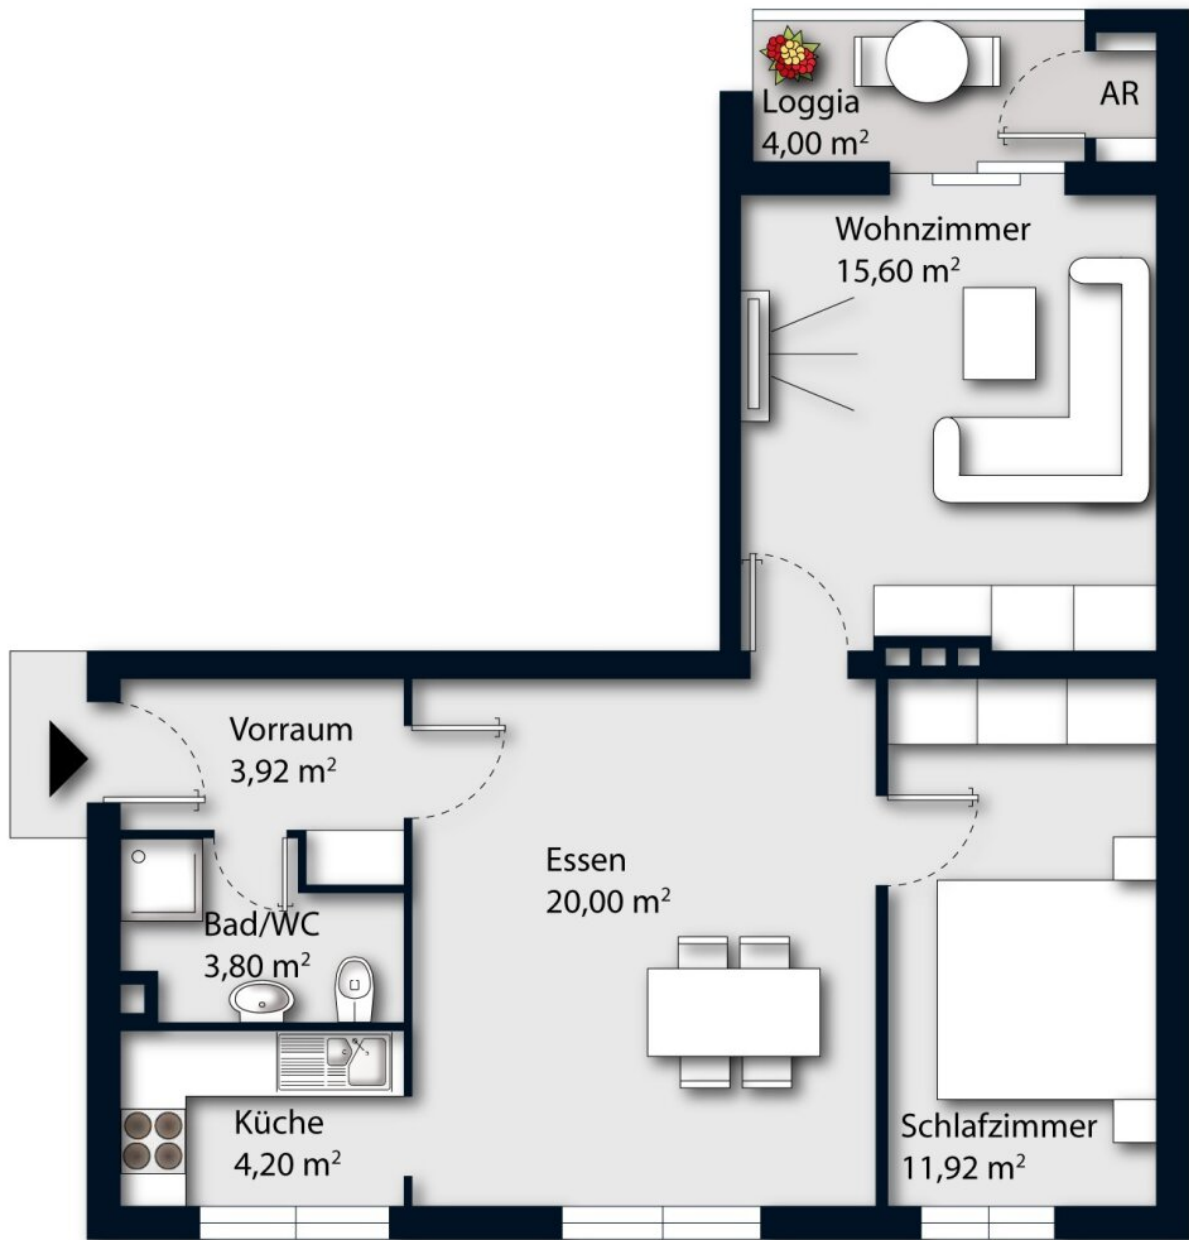 Loggia
4,00 m²
AR
Wohnzimmer
15,60 m²
Vorraum
3,92 m²
Essen
20,00 m²
Bad/WC
3,80 m²
Küche
4,20 m²
Schlafzimmer
11,92 m²